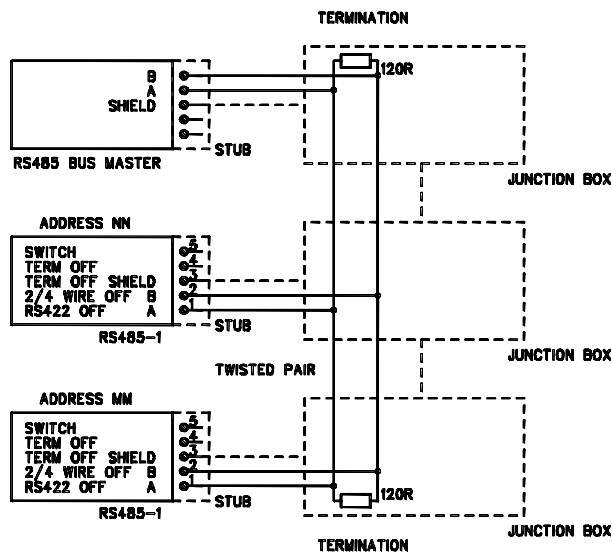 TERMINATION
B
120R
A
SHIELD
STUB
RS485 BUS MASTER
JUNCTION BOX
ADDRESS NN
SWITCH 5
TERM OFF 4
TERM OFF SHIELD 3
2/4 WIRE OFF B 2
RS422 OFF A 1
STUB
RS485-1
JUNCTION BOX
TWISTED PAIR
ADDRESS MM
SWITCH 5
TERM OFF 4
TERM OFF SHIELD 3
2/4 WIRE OFF B 2
RS422 OFF A 1
120R
STUB
RS485-1
JUNCTION BOX
TERMINATION